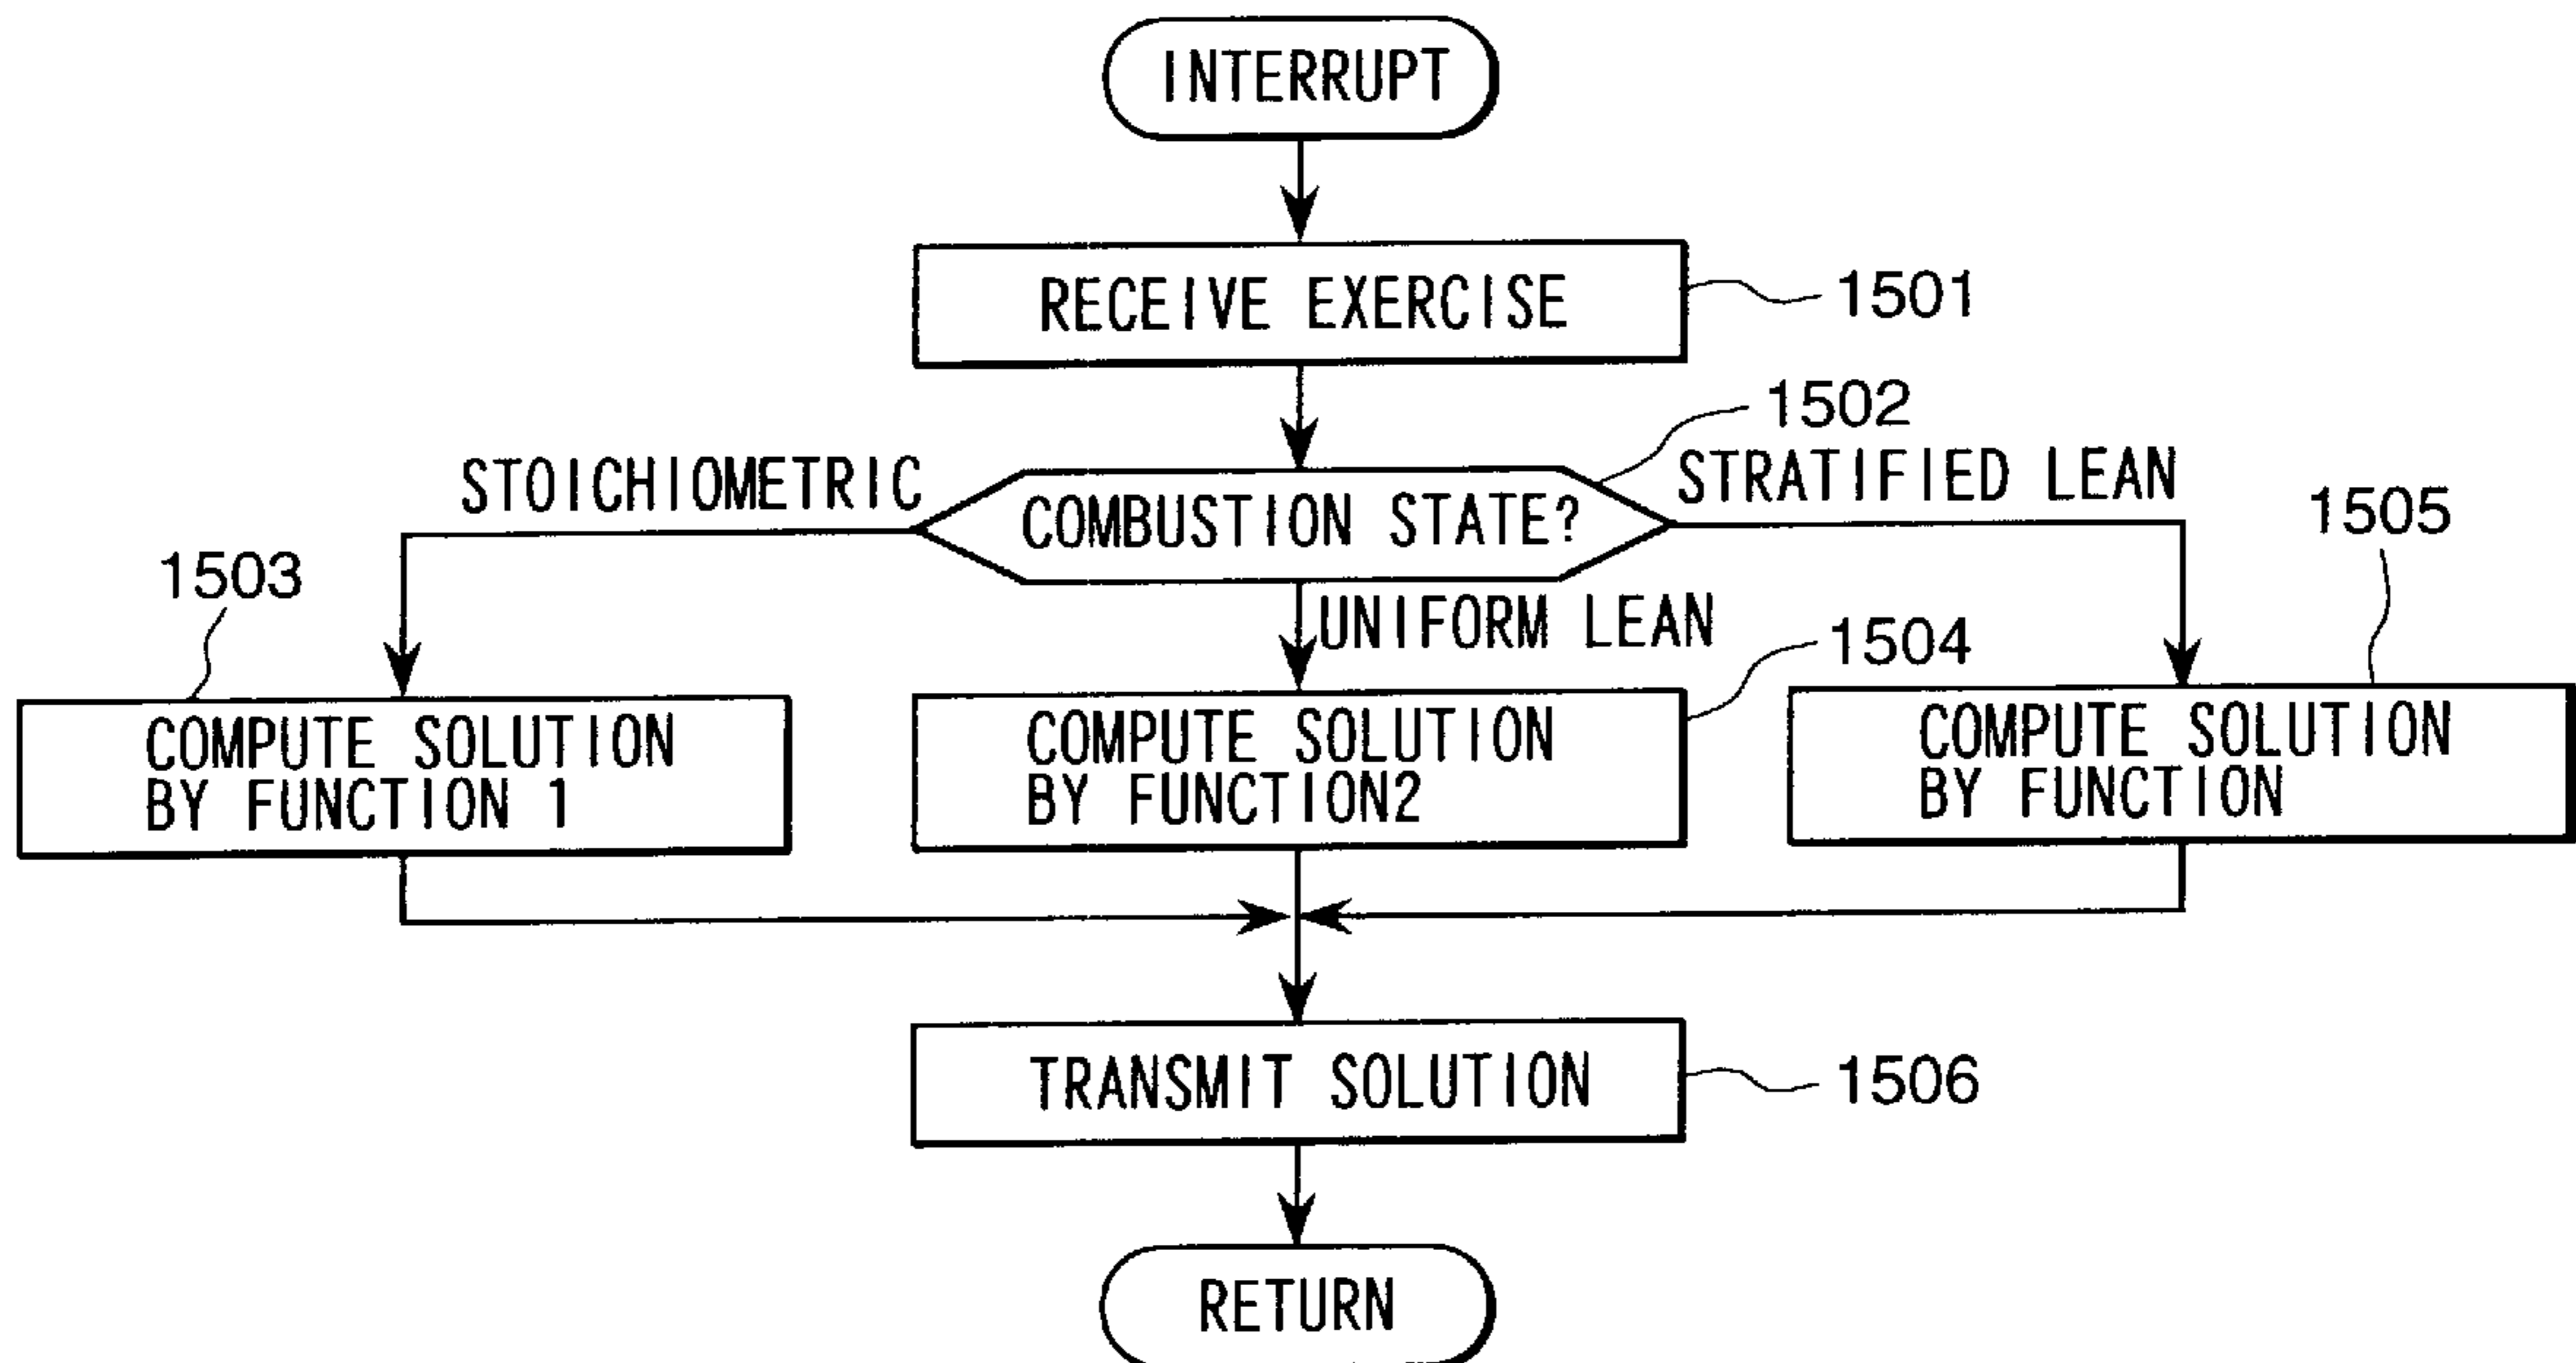 INTERRUPT
RECEIVE EXERCISE
1501
1502
STOICHIOMETRIC
COMBUSTION STATE?
STRATIFIED LEAN
1503
UNIFORM LEAN
1504
1505
COMPUTE SOLUTION
BY FUNCTION 1
COMPUTE SOLUTION
BY FUNCTION2
COMPUTE SOLUTION
BY FUNCTION
TRANSMIT SOLUTION
1506
RETURN